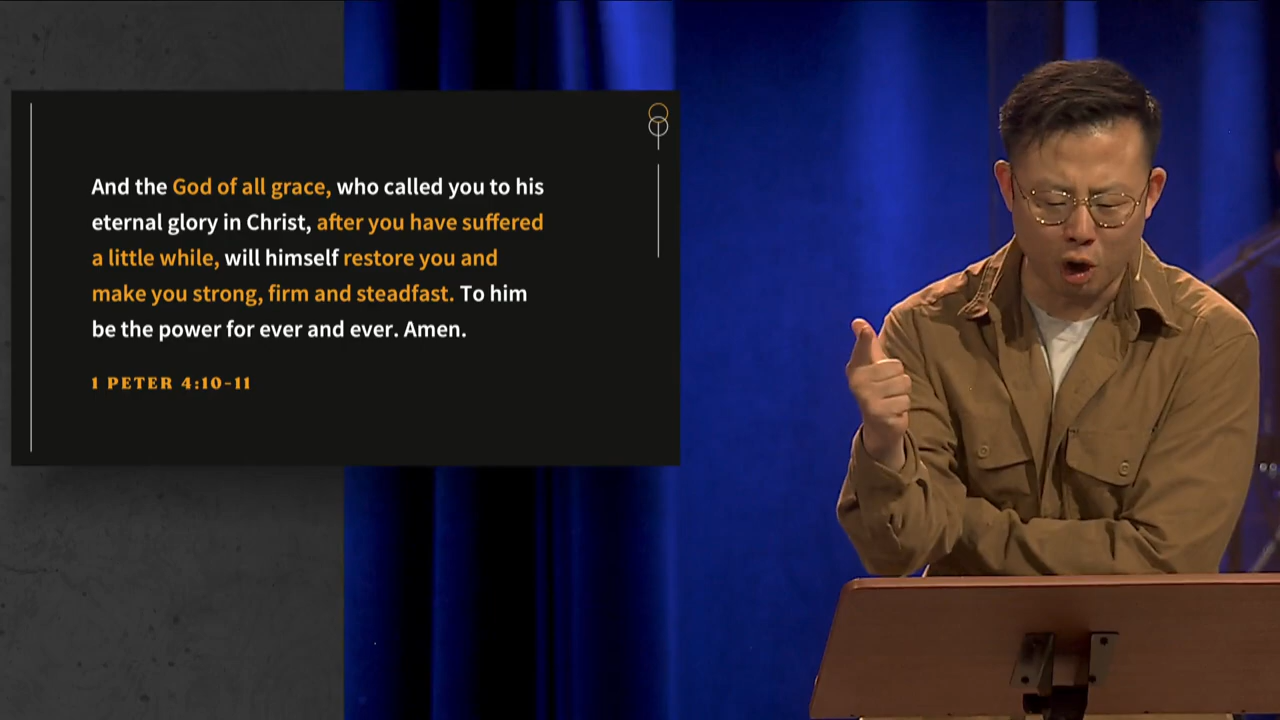 And the God of all grace, who called you to his
eternal glory in Christ, after you have suffered
a little while, will himself restore you and
make you strong, firm and steadfast. To him
be the power for ever and ever. Amen.
1 PETER 4:10-11